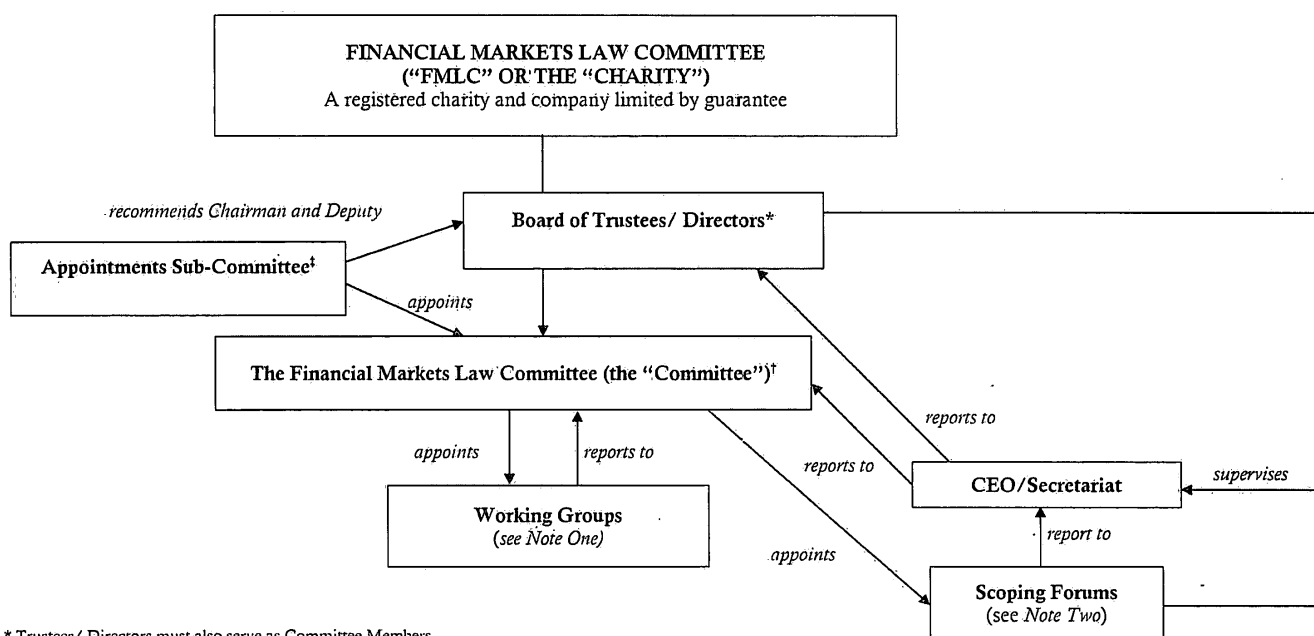 FINANCIAL MARKETS LAW COMMITTEE
("FMLC" OR THE "CHARITY")
A registered charity and company limited by guarantee
recommends Chairman and Deputy
Board of Trustees/ Directors*
Appointments Sub-Committee‡
appoints
The Financial Markets Law Committee (the "Committee")†
reports to
appoints
reports to
reports to
CEO/Secretariat
supervises
Working Groups
(see Note One)
report to
appoints
Scoping Forums
(see Note Two)
* Trustees/ Directors must also serve as Committee Members